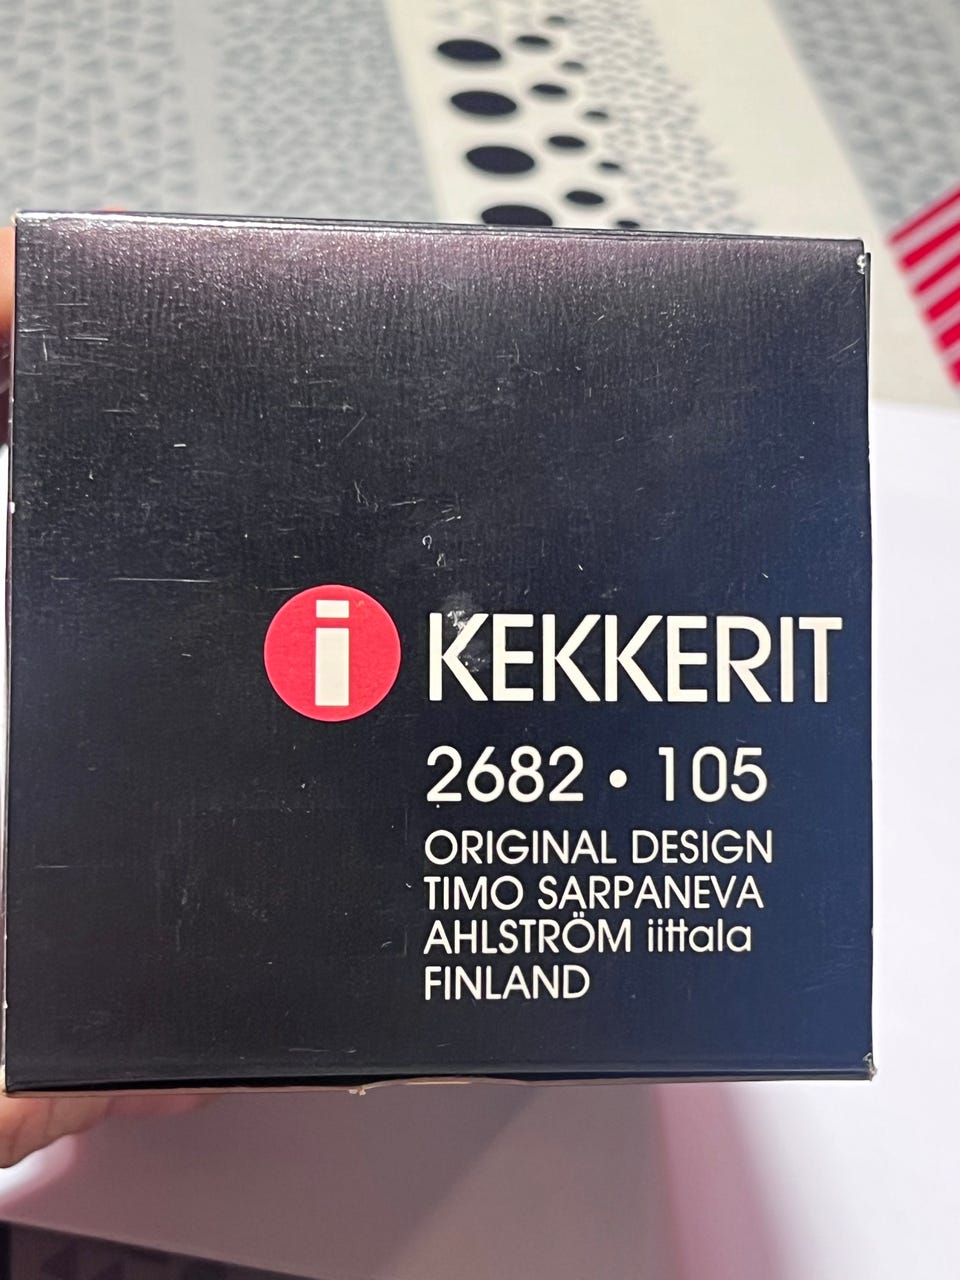 i KEKKERIT
2682 • 105
ORIGINAL DESIGN
TIMO SARPANEVA
AHLSTRÖM iittala
FINLAND